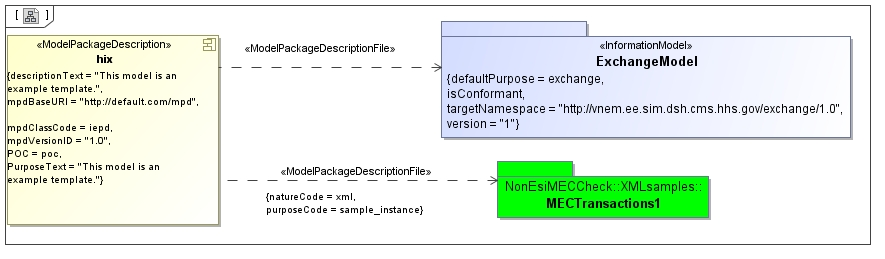 [ ]
«ModelPackageDescription»
hix
{descriptionText = "This model is an
example template.",
mpdBaseURI = "http://default.com/mpd",
mpdClassCode = iepd,
mpdVersionID = "1.0",
POC = poc,
PurposeText = "This model is an
example template."}
«ModelPackageDescriptionFile»
«InformationModel»
ExchangeModel
{defaultPurpose = exchange,
isConformant,
targetNamespace = "http://vnem.ee.sim.dsh.cms.hhs.gov/exchange/1.0",
version = "1"}
«ModelPackageDescriptionFile»
{natureCode = xml,
purposeCode = sample_instance}
NonEsiMECCheck::XMLsamples::
MECTransactions1